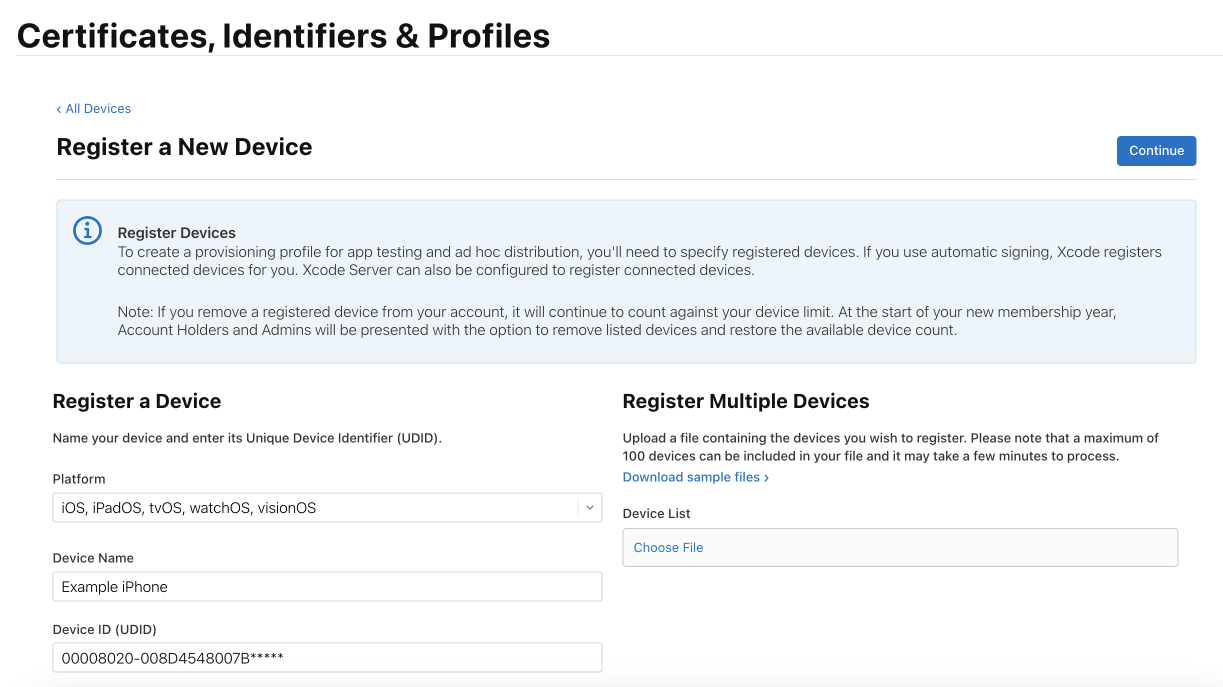 Certificates, Identifiers & Profiles
‹ All Devices
Register a New Device
Continue
Register Devices
To create a provisioning profile for app testing and ad hoc distribution, you'll need to specify registered devices. If you use automatic signing, Xcode registers
connected devices for you. Xcode Server can also be configured to register connected devices.
Note: If you remove a registered device from your account, it will continue to count against your device limit. At the start of your new membership year,
Account Holders and Admins will be presented with the option to remove listed devices and restore the available device count.
Register a Device
Name your device and enter its Unique Device Identifier (UDID).
Platform
iOS, iPadOS, tvOS, watchOS, visionOS
Device Name
Example iPhone
Device ID (UDID)
00008020-008D4548007B*****
Register Multiple Devices
Upload a file containing the devices you wish to register. Please note that a maximum of
100 devices can be included in your file and it may take a few minutes to process.
Download sample files ›
Device List
Choose File